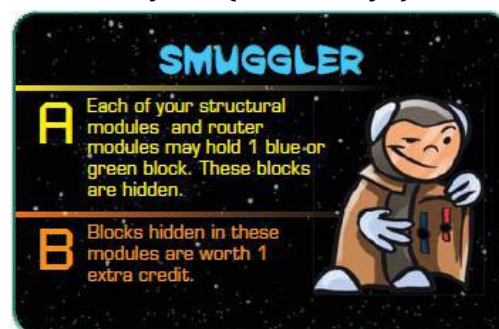 SMUGGLER
A
Each of your structural
modules and router
modules may hold 1 blue or
green block. These blocks
are hidden.
B
Blocks hidden in these
modules are worth 1
extra credit.